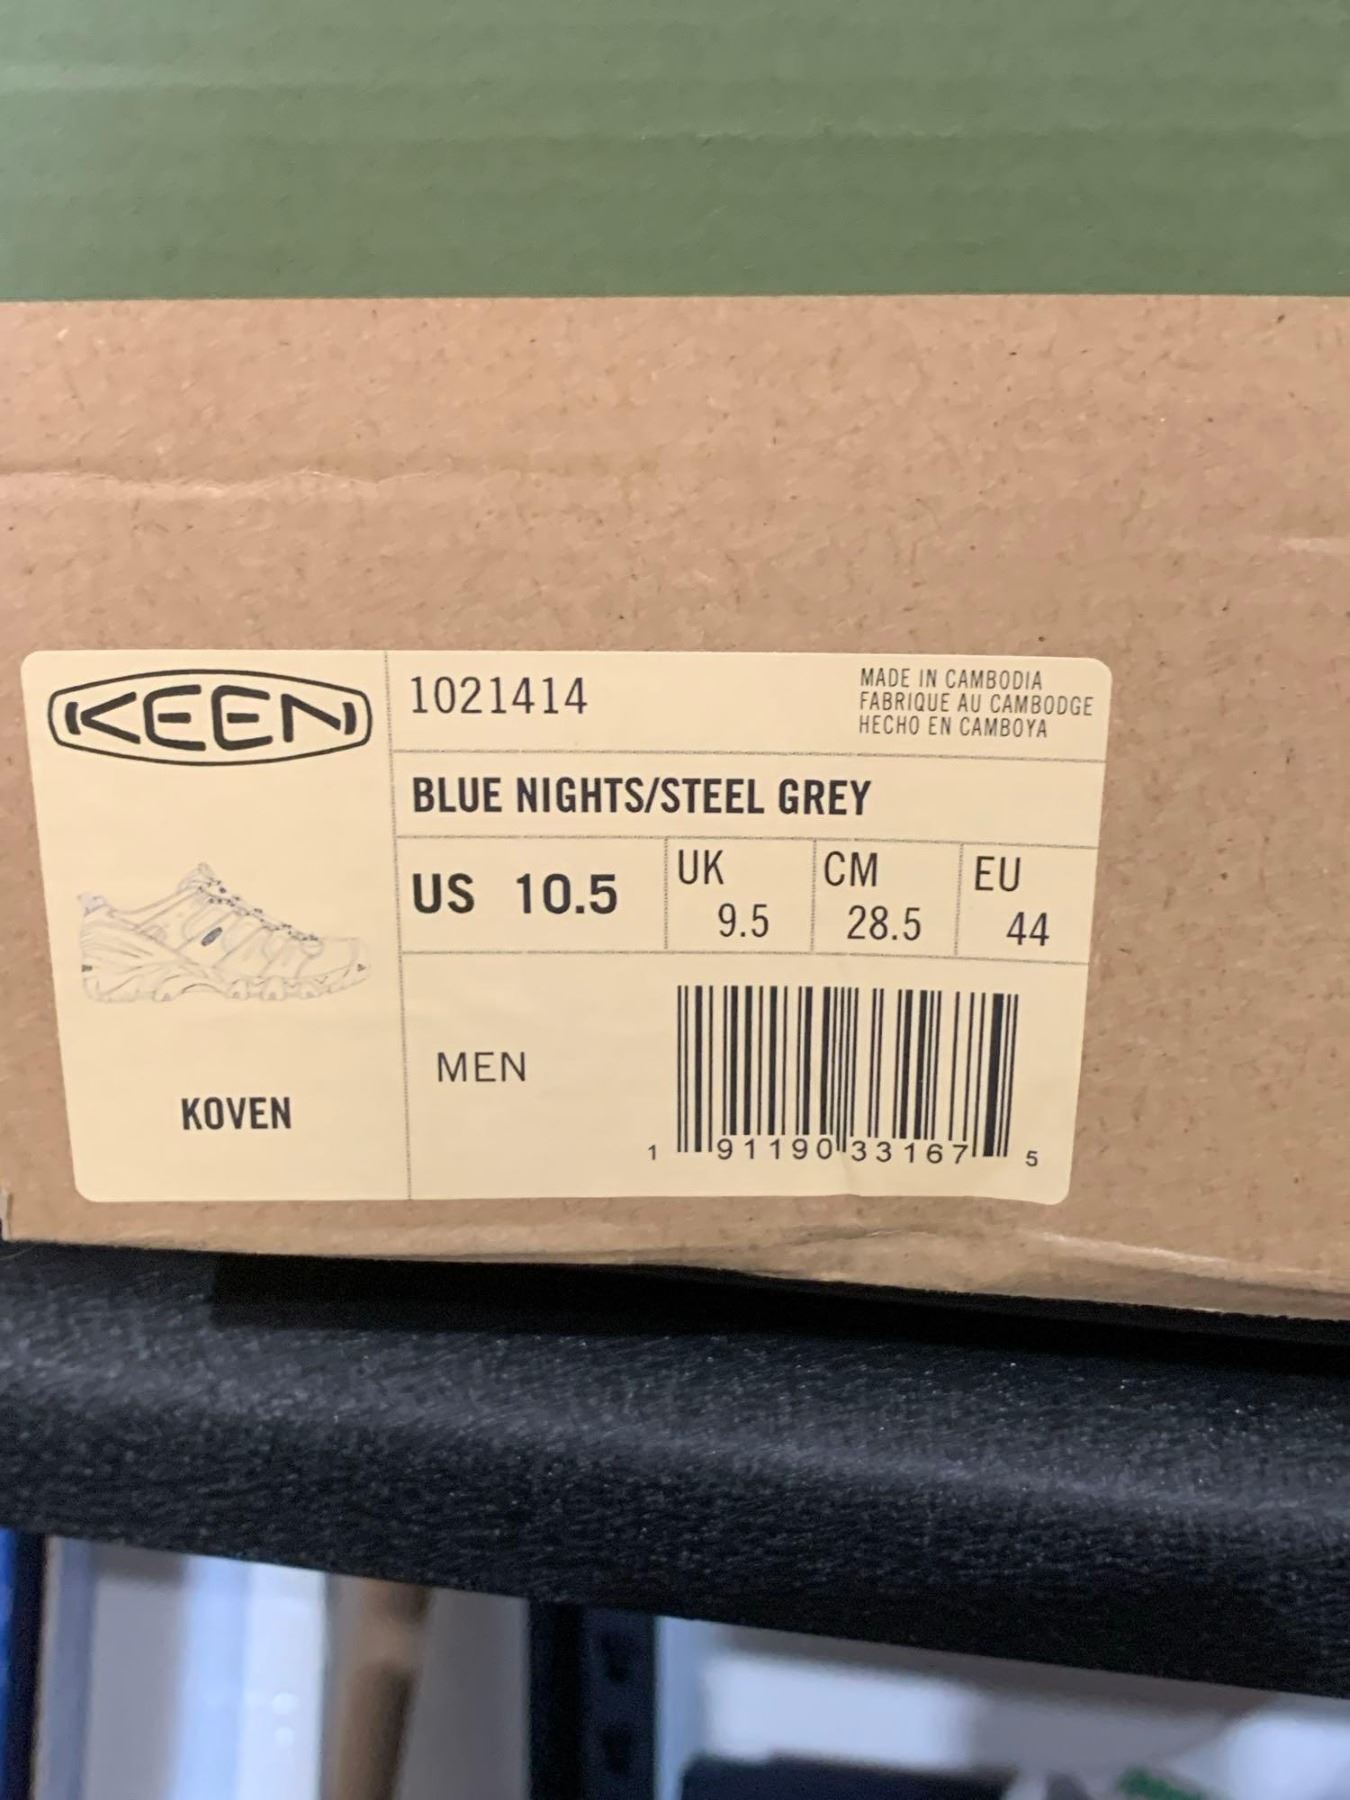 KEEN
1021414
MADE IN CAMBODIA
FABRIQUE AU CAMBODGE
HECHO EN CAMBOYA
BLUE NIGHTS/STEEL GREY
US 10.5
UK 9.5
CM 28.5
EU 44
KOVEN
MEN
1 91190 33167 5